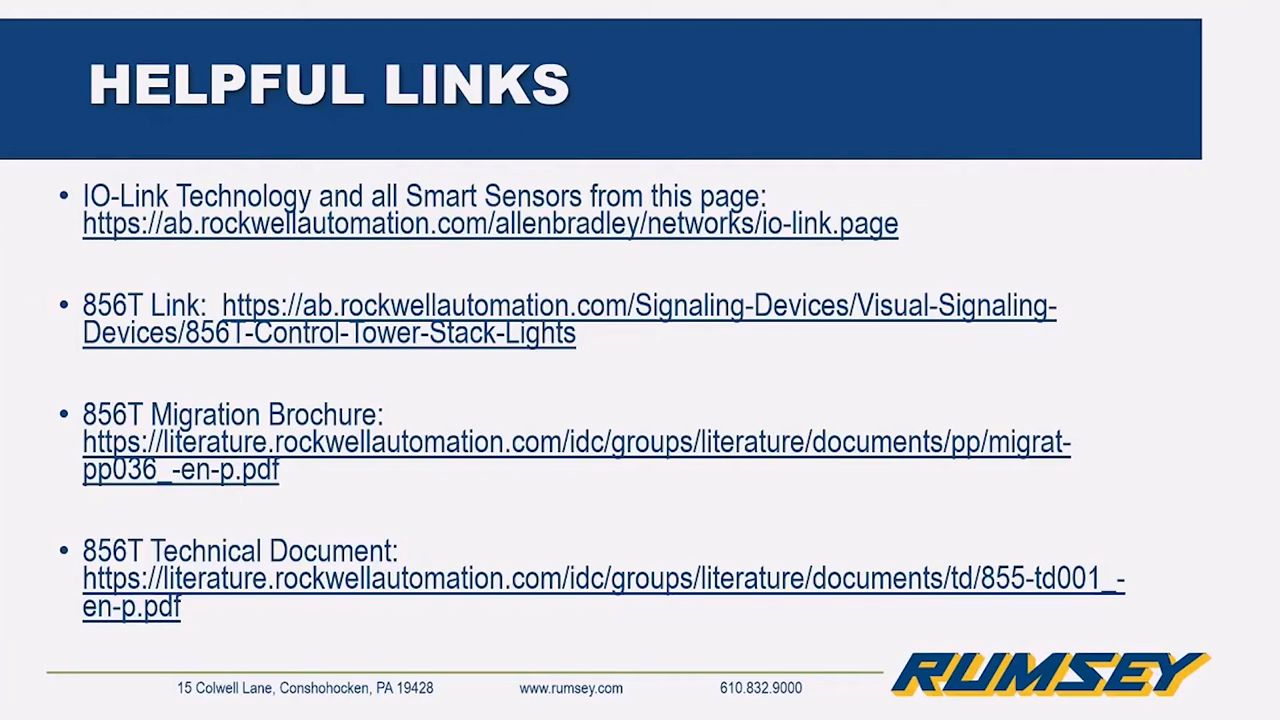 HELPFUL LINKS
• IO-Link Technology and all Smart Sensors from this page:
https://ab.rockwellautomation.com/allenbradley/networks/io-link.page
• 856T Link: https://ab.rockwellautomation.com/Signaling-Devices/Visual-Signaling-
Devices/856T-Control-Tower-Stack-Lights
• 856T Migration Brochure:
https://literature.rockwellautomation.com/idc/groups/literature/documents/pp/migrat-
pp036_-en-p.pdf
• 856T Technical Document:
https://literature.rockwellautomation.com/idc/groups/literature/documents/td/855-td001_-
en-p.pdf
15 Colwell Lane, Conshohocken, PA 19428 www.rumsey.com 610.832.9000
RUMSEY